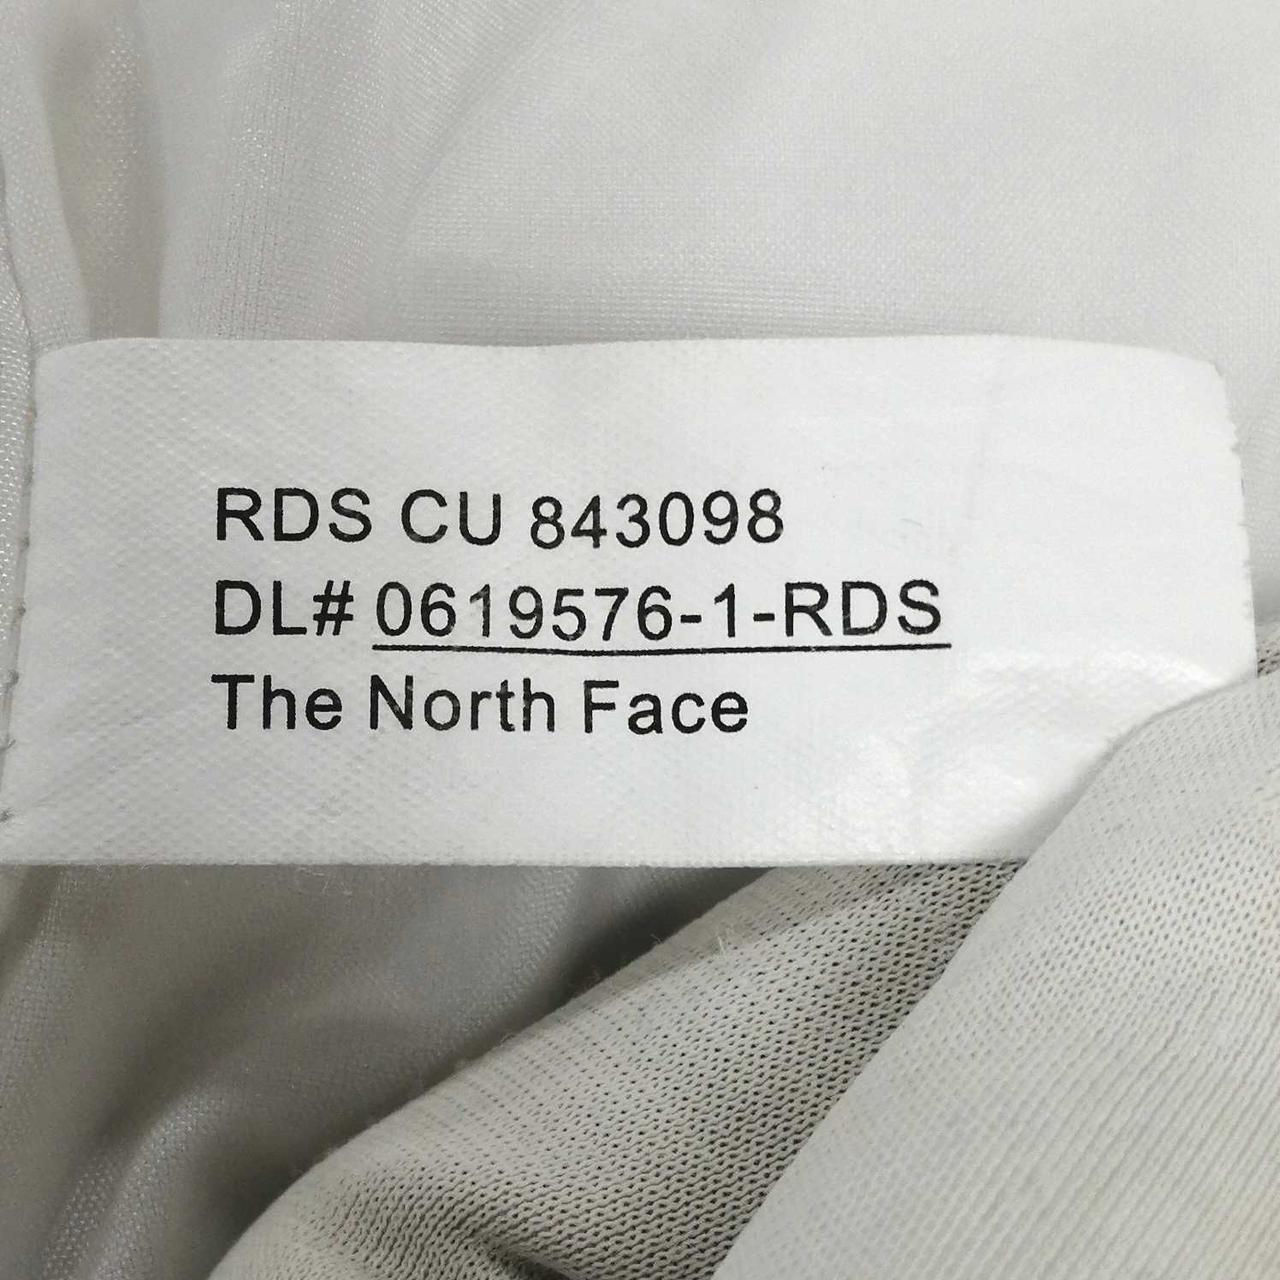 RDS CU 843098
DL# 0619576-1-RDS
The North Face